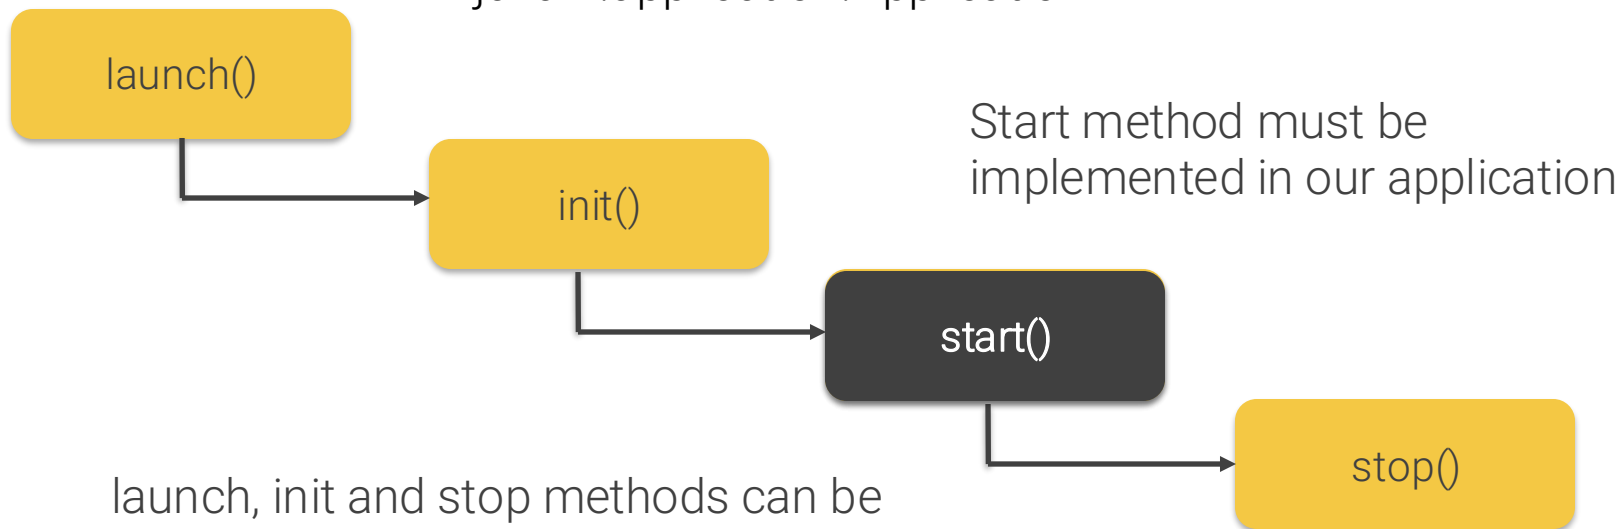 launch()
Start method must be
implemented in our application
init()
start()
stop()
launch, init and stop methods can be